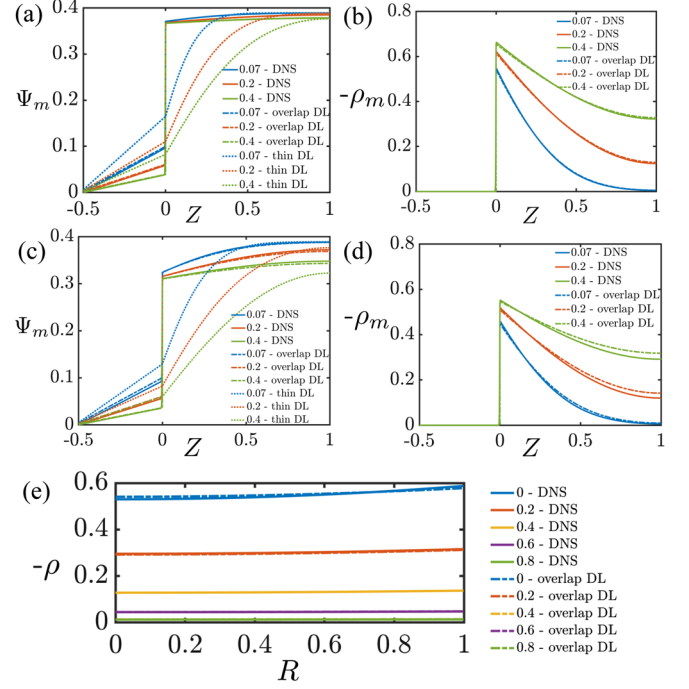 (a)
0.4
0.3
Ψm
0.1
0
-0.5
0
Z
0.5
1
0.07 - DNS
0.2 - DNS
0.4 - DNS
0.07 - overlap DL
0.2 - overlap DL
0.4 - overlap DL
0.07 - thin DL
0.2 - thin DL
0.4 - thin DL
(b)
0.8
0.6
-ρm
0.2
0
-0.5
0
Z
0.5
1
0.07 - DNS
0.2 - DNS
0.4 - DNS
0.07 - overlap DL
0.2 - overlap DL
0.4 - overlap DL
(c)
0.4
0.3
Ψm
0.1
0
-0.5
0
Z
0.5
1
0.07 - DNS
0.2 - DNS
0.4 - DNS
0.07 - overlap DL
0.2 - overlap DL
0.4 - overlap DL
0.07 - thin DL
0.2 - thin DL
0.4 - thin DL
(d)
0.8
0.6
-ρm
0.2
0
-0.5
0
Z
0.5
1
0.07 - DNS
0.2 - DNS
0.4 - DNS
0.07 - overlap DL
0.2 - overlap DL
0.4 - overlap DL
(e)
0.6
0.4
-ρ
0.2
0
0
0.2
0.4
0.6
0.8
1
R
0 - DNS
0.2 - DNS
0.4 - DNS
0.6 - DNS
0.8 - DNS
0 - overlap DL
0.2 - overlap DL
0.4 - overlap DL
0.6 - overlap DL
0.8 - overlap DL